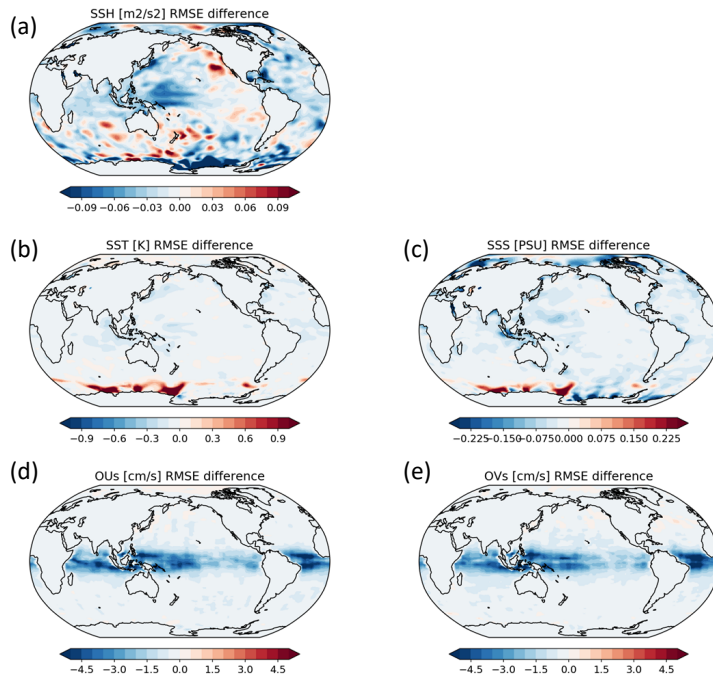 (a)
SSH [m2/s2] RMSE difference
−0.09 −0.06 −0.03 0.00 0.03 0.06 0.09
(b)
SST [K] RMSE difference
−0.9 −0.6 −0.3 0.0 0.3 0.6 0.9
(c)
SSS [PSU] RMSE difference
−0.225−0.150−0.0750.000 0.075 0.150 0.225
(d)
OUs [cm/s] RMSE difference
−4.5 −3.0 −1.5 0.0 1.5 3.0 4.5
(e)
OVs [cm/s] RMSE difference
−4.5 −3.0 −1.5 0.0 1.5 3.0 4.5